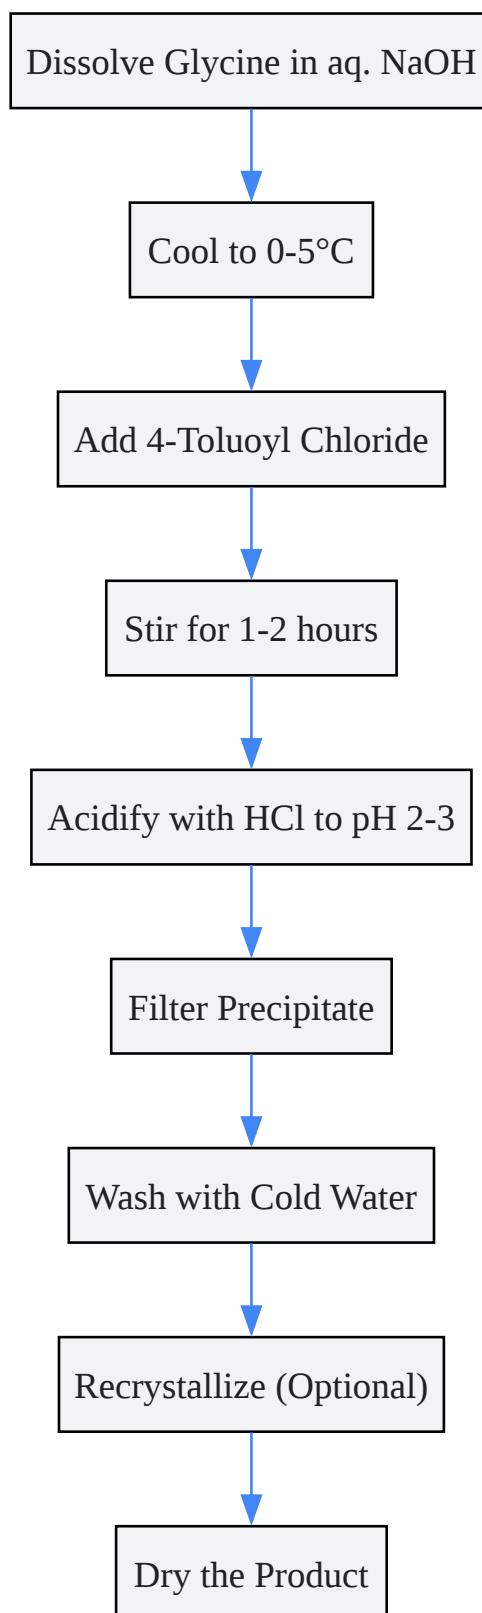 Dissolve Glycine in aq. NaOH
Cool to 0-5°C
Add 4-Toluoyl Chloride
Stir for 1-2 hours
Acidify with HCl to pH 2-3
Filter Precipitate
Wash with Cold Water
Recrystallize (Optional)
Dry the Product